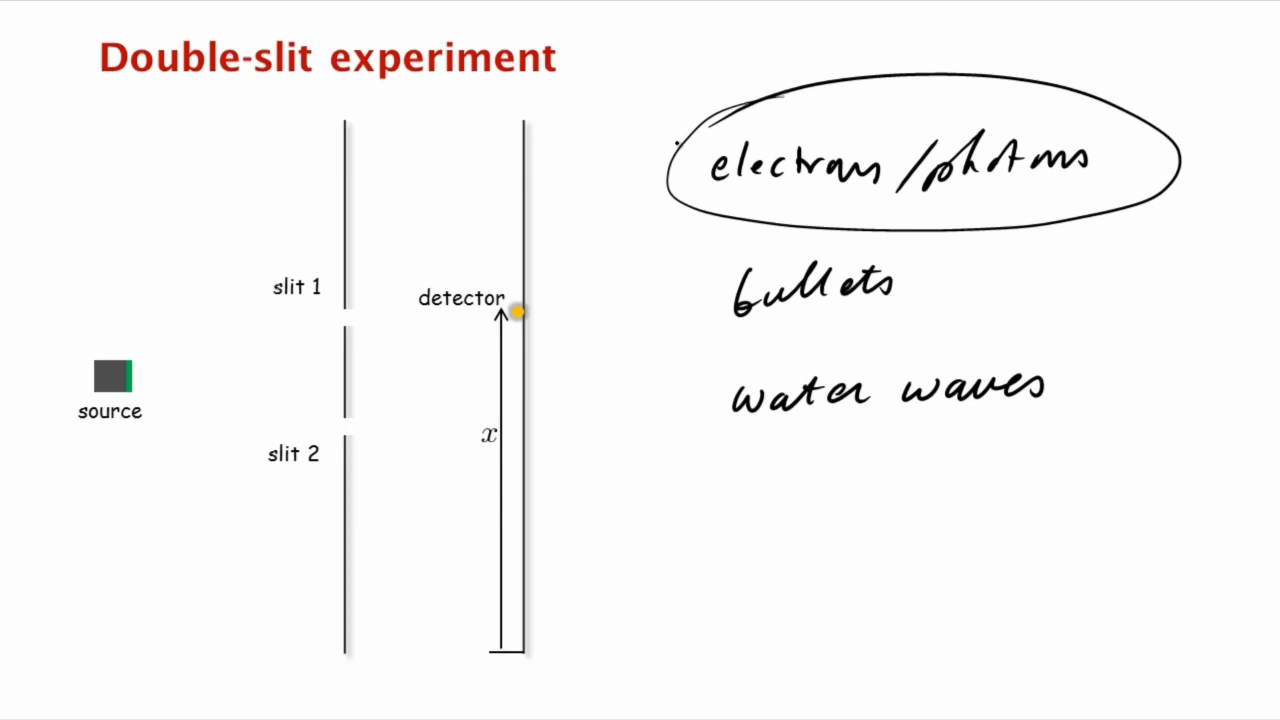 Double-slit experiment
electrons/photons
slit 1
bullets
detector
source
water waves
x
slit 2